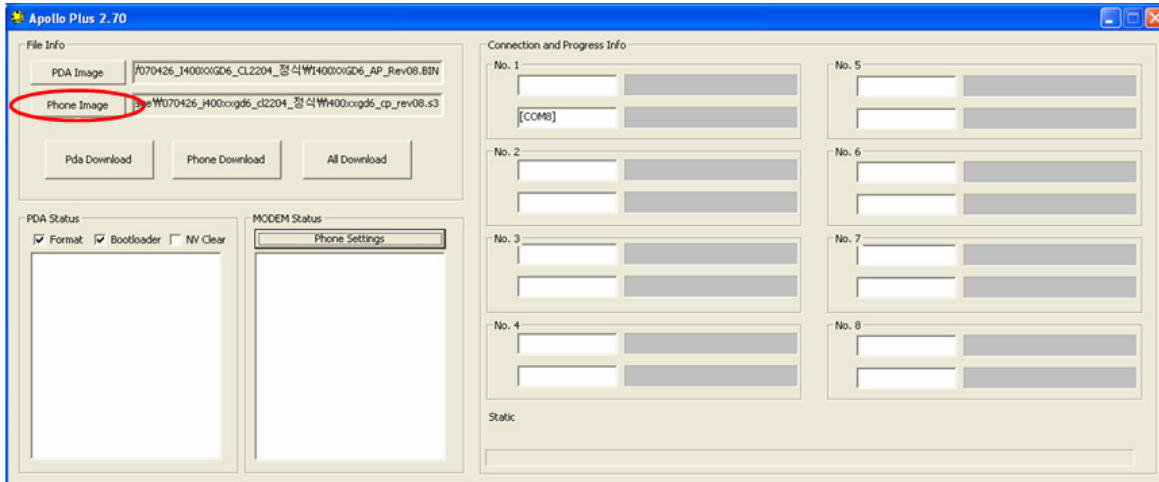 Apollo Plus 2.70
File Info
PDA Image
070426_I400XXGD6_CL2204_정식₩I400XXGD6_AP_Rev08.BIN
Phone Image
₩070426_i400xxgd6_cl2204_정식₩i400xxgd6_cp_rev08.s3
Pda Download
Phone Download
All Download
PDA Status
Format
Bootloader
NV Clear
MODEM Status
Phone Settings
Connection and Progress Info
No. 1
[COM8]
No. 2
No. 3
No. 4
No. 5
No. 6
No. 7
No. 8
Static